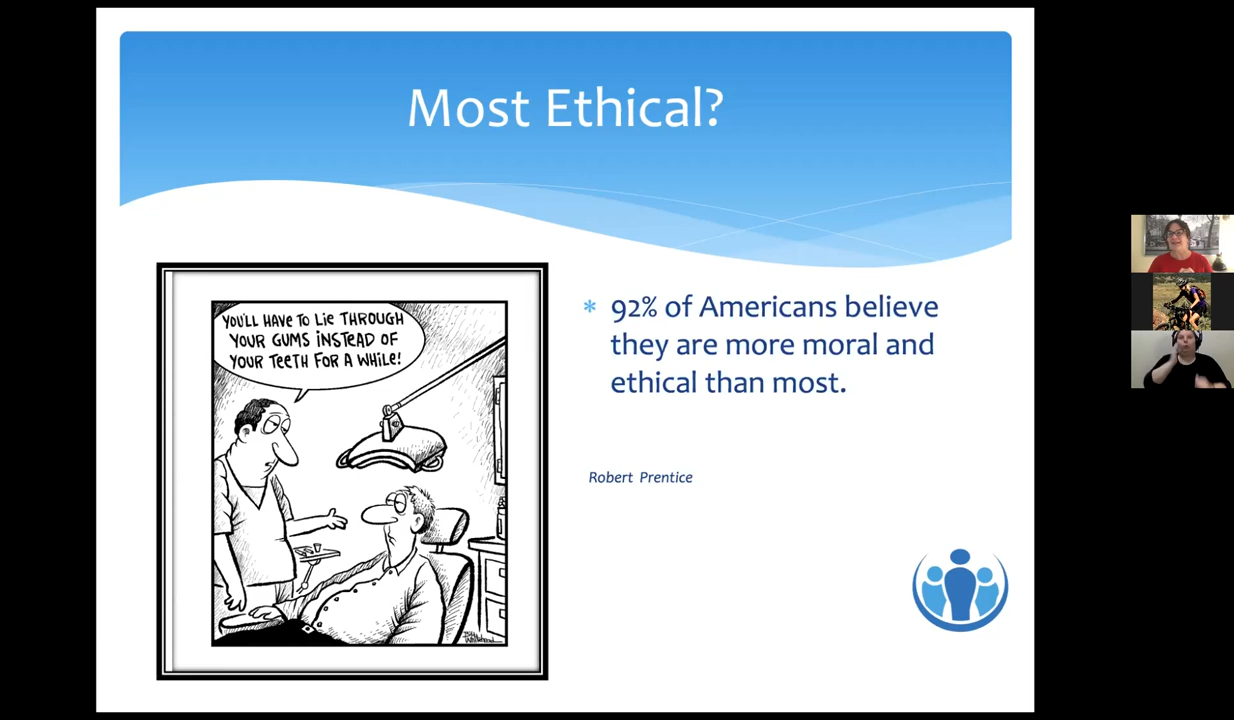 Most Ethical?
YOU'LL HAVE TO LIE THROUGH
YOUR GUMS INSTEAD OF
YOUR TEETH FOR A WHILE!
* 92% of Americans believe
they are more moral and
ethical than most.
Robert Prentice